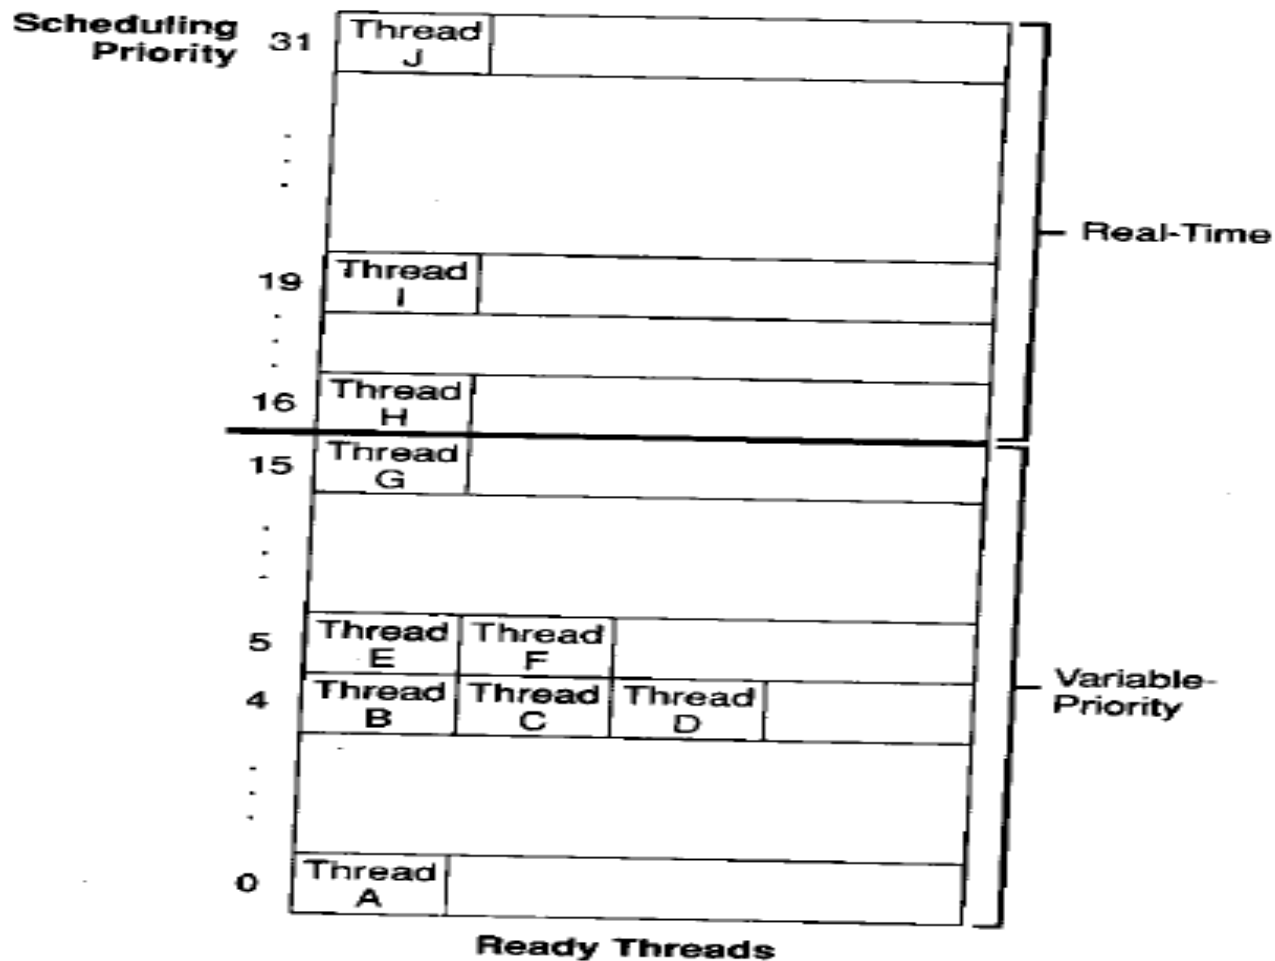 Scheduling
Priority
31
Thread
J
Real-Time
19
Thread
I
16
Thread
H
15
Thread
G
5
Thread
E
Thread
F
4
Thread
B
Thread
C
Thread
D
Variable-
Priority
0
Thread
A
Ready Threads